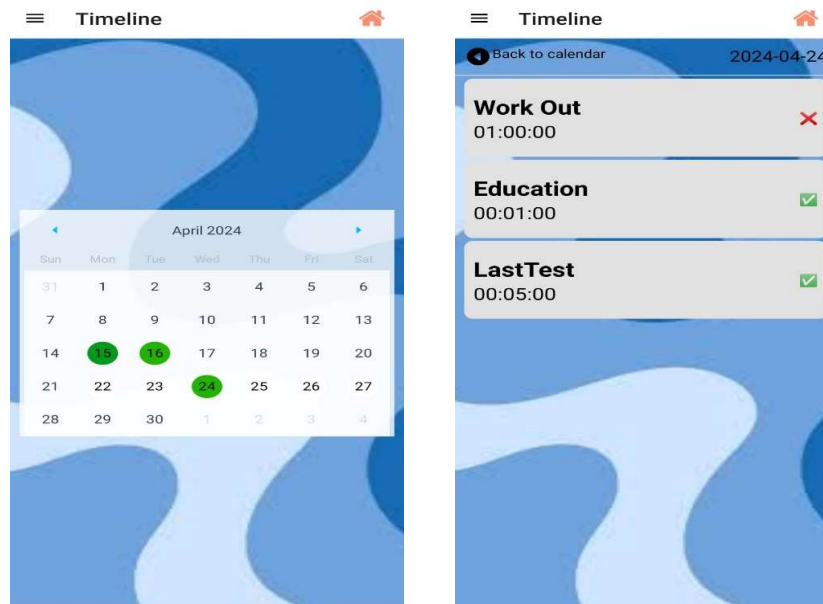 Timeline
April 2024
Sun Mon Tue Wed Thu Fri Sat
31 1 2 3 4 5 6
7 8 9 10 11 12 13
14 15 16 17 18 19 20
21 22 23 24 25 26 27
28 29 30 1 2 3 4
Timeline
Back to calendar 2024-04-24
Work Out
01:00:00
Education
00:01:00
LastTest
00:05:00